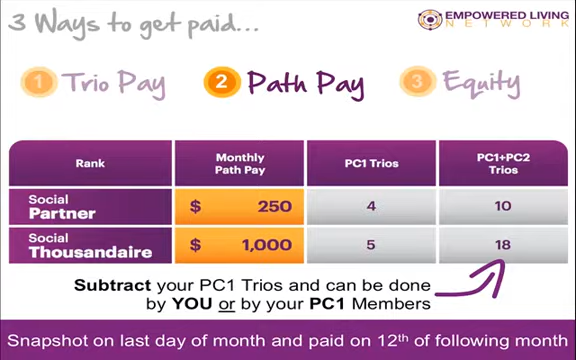 3 Ways to get paid...
EMPOWERED LIVING
NETWORK
1 Trio Pay
2 Path Pay
3 Equity
Rank
Monthly
Path Pay
PC1 Trios
PC1+PC2
Trios
Social
Partner
$ 250
4
10
Social
Thousandaire
$ 1,000
5
18
Subtract your PC1 Trios and can be done
by YOU or by your PC1 Members
Snapshot on last day of month and paid on 12th of following month